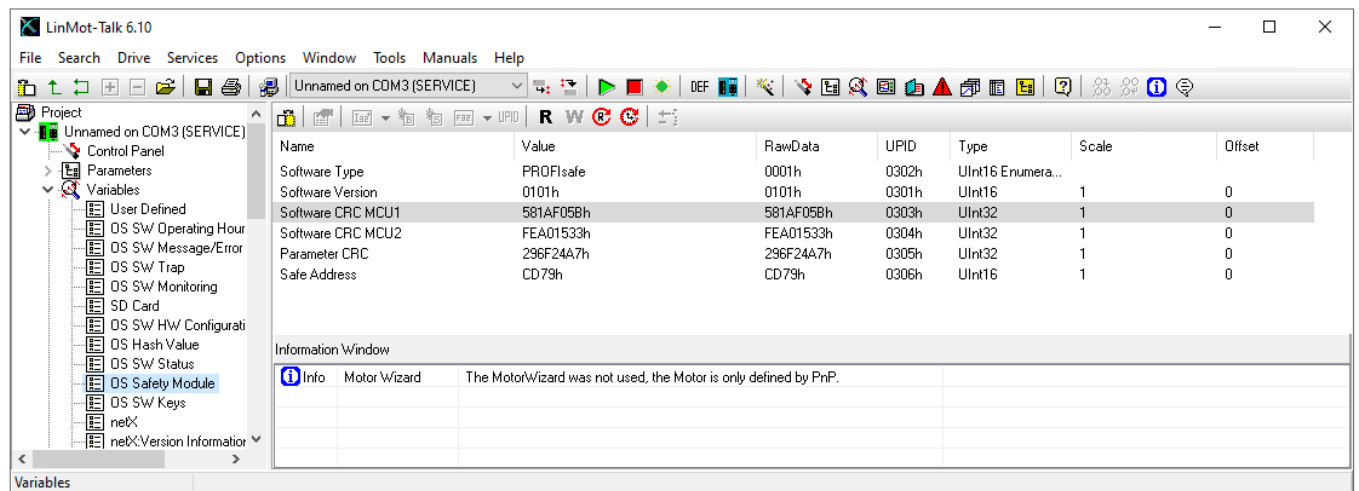 LinMot-Talk 6.10
File Search Drive Services Options Window Tools Manuals Help
Unnamed on COM3 (SERVICE) DEF
Project
Unnamed on COM3 (SERVICE)
Control Panel
Parameters
Variables
User Defined
OS SW Operating Hour
OS SW Message/Error
OS SW Trap
OS SW Monitoring
SD Card
OS SW HW Configurati
OS Hash Value
OS SW Status
OS Safety Module
OS SW Keys
netX
netX:Version Information
UPID R W
Name Value RawData UPID Type Scale Offset
Software Type PROFIsafe 0001h 0302h UInt16 Enumera...
Software Version 0101h 0101h 0301h UInt16 1 0
Software CRC MCU1 581AF05Bh 581AF05Bh 0303h UInt32 1 0
Software CRC MCU2 FEA01533h FEA01533h 0304h UInt32 1 0
Parameter CRC 296F24A7h 296F24A7h 0305h UInt32 1 0
Safe Address CD79h CD79h 0306h UInt16 1 0
Information Window
Info Motor Wizard The MotorWizard was not used, the Motor is only defined by PnP.
Variables